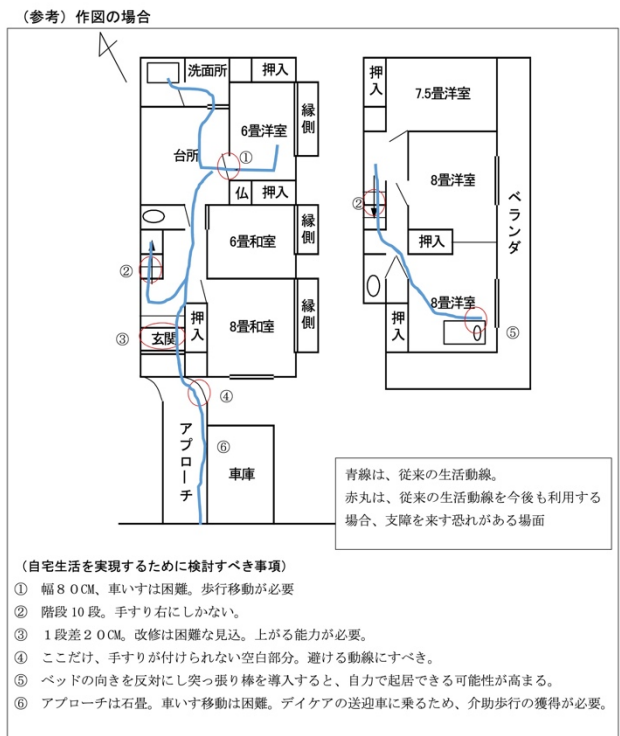 （参考）作図の場合
洗面所
押入
6畳洋室
縁側
台所
①
仏
押入
6畳和室
縁側
②
8畳和室
縁側
押入
③
玄関
④
アプローチ
⑥
車庫
押入
7.5畳洋室
8畳洋室
②
押入
ベランダ
8畳洋室
押入
⑤
青線は、従来の生活動線。
赤丸は、従来の生活動線を今後も利用する
場合、支障を来す恐れがある場面
（自宅生活を実現するために検討すべき事項）
① 幅８０CM、車いすは困難。歩行移動が必要
② 階段 10 段。手すり右にしかない。
③ １段差２０CM。改修は困難な見込。上がる能力が必要。
④ ここだけ、手すりが付けられない空白部分。避ける動線にすべき。
⑤ ベッドの向きを反対にし突っ張り棒を導入すると、自力で起居できる可能性が高まる。
⑥ アプローチは石畳。車いす移動は困難。デイケアの送迎車に乗るため、介助歩行の獲得が必要。